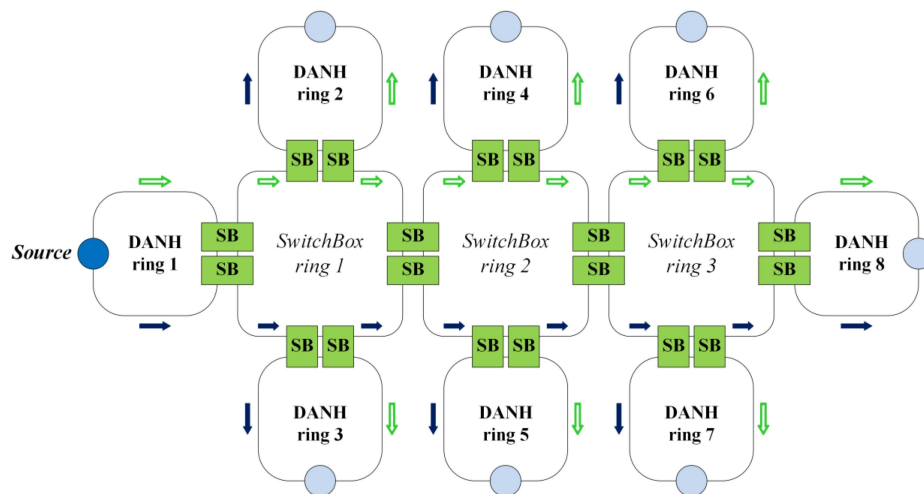 DANH
ring 2
DANH
ring 4
DANH
ring 6
SB SB
SB SB
SB SB
Source
DANH
ring 1
SB
SB
SwitchBox
ring 1
SB
SB
SwitchBox
ring 2
SB
SB
SwitchBox
ring 3
SB
SB
DANH
ring 8
SB SB
SB SB
SB SB
DANH
ring 3
DANH
ring 5
DANH
ring 7